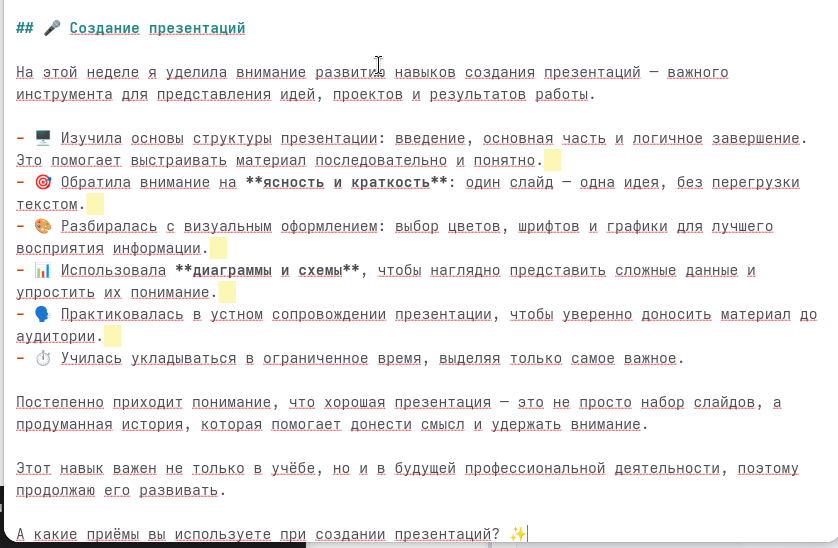 ## 🎤 Создание презентаций
На этой неделе я уделила внимание развитию навыков создания презентаций — важного
инструмента для представления идей, проектов и результатов работы.
- 🖥️ Изучила основы структуры презентации: введение, основная часть и логичное завершение.
Это помогает выстраивать материал последовательно и понятно.
- 🎯 Обратила внимание на **ясность и краткость**: один слайд — одна идея, без перегрузки
текстом.
- 🎨 Разбиралась с визуальным оформлением: выбор цветов, шрифтов и графики для лучшего
восприятия информации.
- 📊 Использовала **диаграммы и схемы**, чтобы наглядно представить сложные данные и
упростить их понимание.
- 🗣️ Практиковалась в устном сопровождении презентации, чтобы уверенно доносить материал до
аудитории.
- ⏱️ Училась укладываться в ограниченное время, выделяя только самое важное.
Постепенно приходит понимание, что хорошая презентация — это не просто набор слайдов, а
продуманная история, которая помогает донести смысл и удержать внимание.
Этот навык важен не только в учёбе, но и в будущей профессиональной деятельности, поэтому
продолжаю его развивать.
А какие приёмы вы используете при создании презентаций? ✨